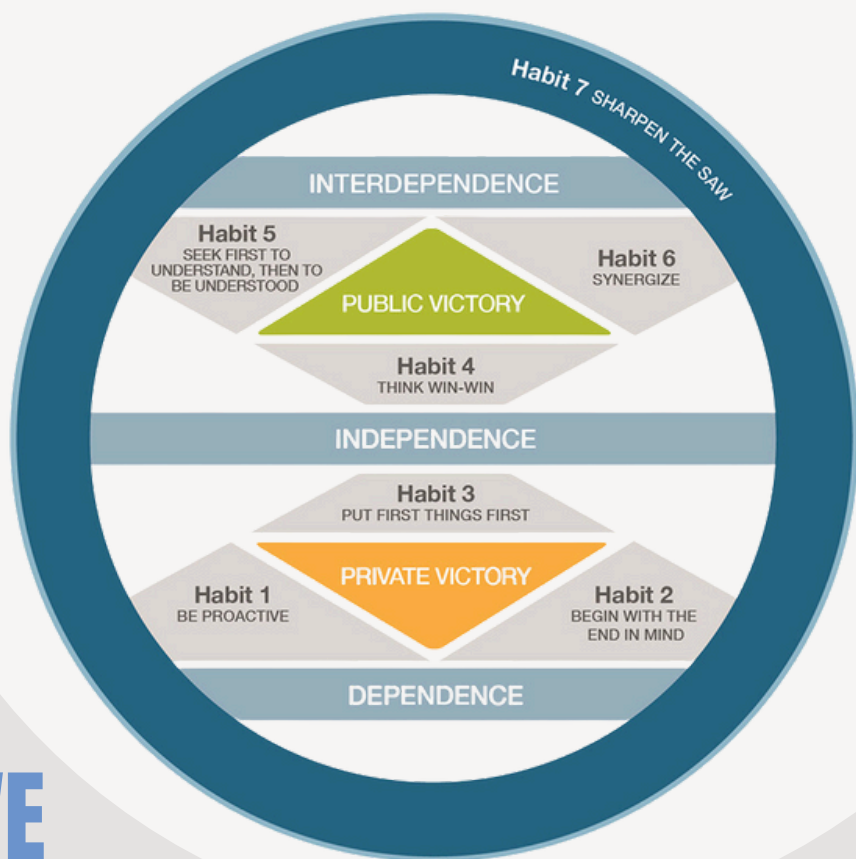 Habit 7 SHARPEN THE SAW
INTERDEPENDENCE
Habit 5
SEEK FIRST TO
UNDERSTAND, THEN TO
BE UNDERSTOOD
PUBLIC VICTORY
Habit 6
SYNERGIZE
Habit 4
THINK WIN-WIN
INDEPENDENCE
Habit 3
PUT FIRST THINGS FIRST
PRIVATE VICTORY
Habit 1
BE PROACTIVE
Habit 2
BEGIN WITH THE
END IN MIND
DEPENDENCE